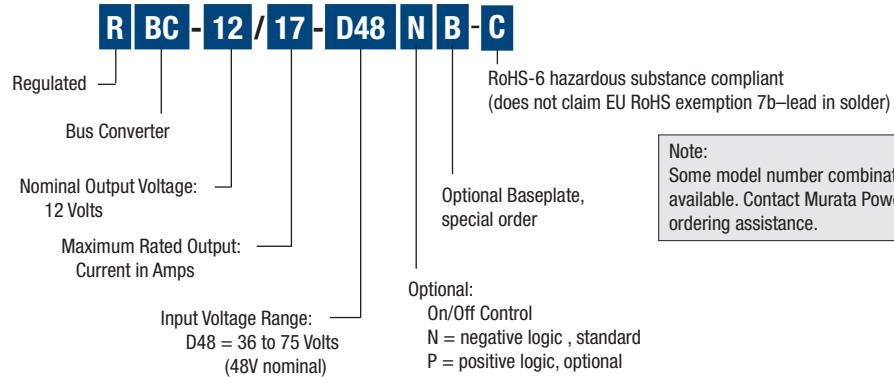 R BC - 12 / 17 - D48 N B - C
Regulated
Bus Converter
Nominal Output Voltage:
12 Volts
Maximum Rated Output:
Current in Amps
Input Voltage Range:
D48 = 36 to 75 Volts
(48V nominal)
Optional:
On/Off Control
N = negative logic , standard
P = positive logic, optional
Optional Baseplate,
special order
RoHS-6 hazardous substance compliant
(does not claim EU RoHS exemption 7b–lead in solder)
Note:
Some model number
available. Contact Murata
ordering assistance.